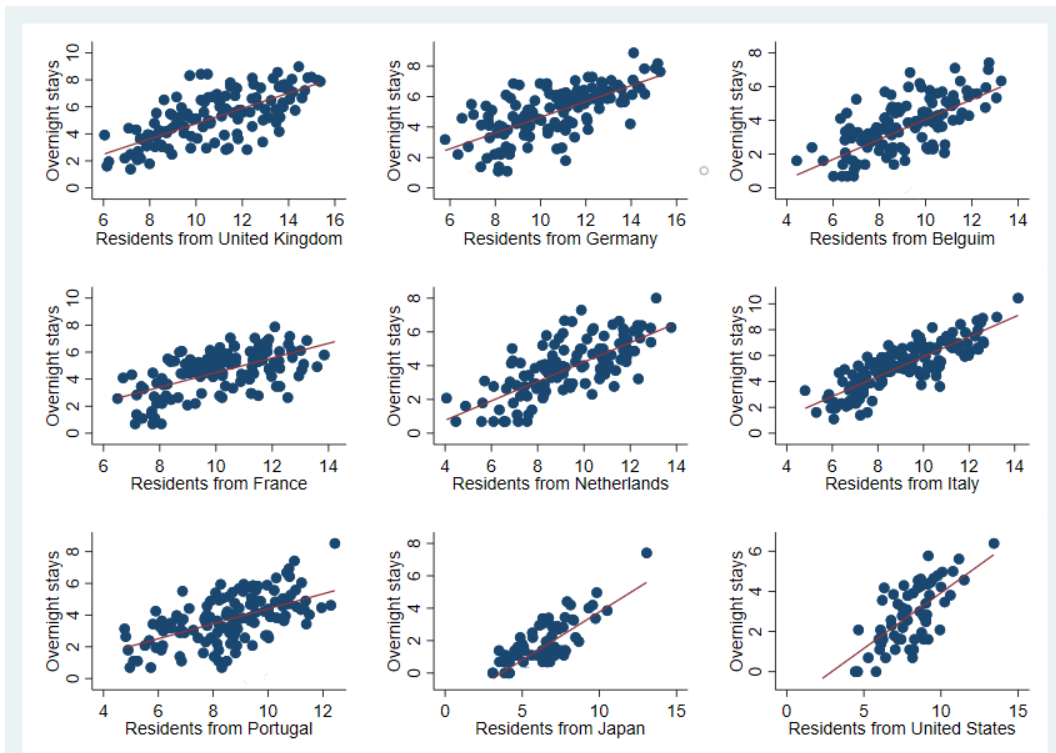 Overnight stays
0 2 4 6 8 10
6 8 10 12 14 16
Residents from United Kingdom
Overnight stays
0 2 4 6 8
6 8 10 12 14 16
Residents from Germany
Overnight stays
0 2 4 6 8
4 6 8 10 12 14
Residents from Belguim
Overnight stays
0 2 4 6 8 10
6 8 10 12 14
Residents from France
Overnight stays
0 2 4 6 8
4 6 8 10 12 14
Residents from Netherlands
Overnight stays
0 2 4 6 8 10
4 6 8 10 12 14
Residents from Italy
Overnight stays
0 2 4 6 8
4 6 8 10 12
Residents from Portugal
Overnight stays
0 2 4 6 8
0 5 10 15
Residents from Japan
Overnight stays
0 2 4 6
0 5 10 15
Residents from United States